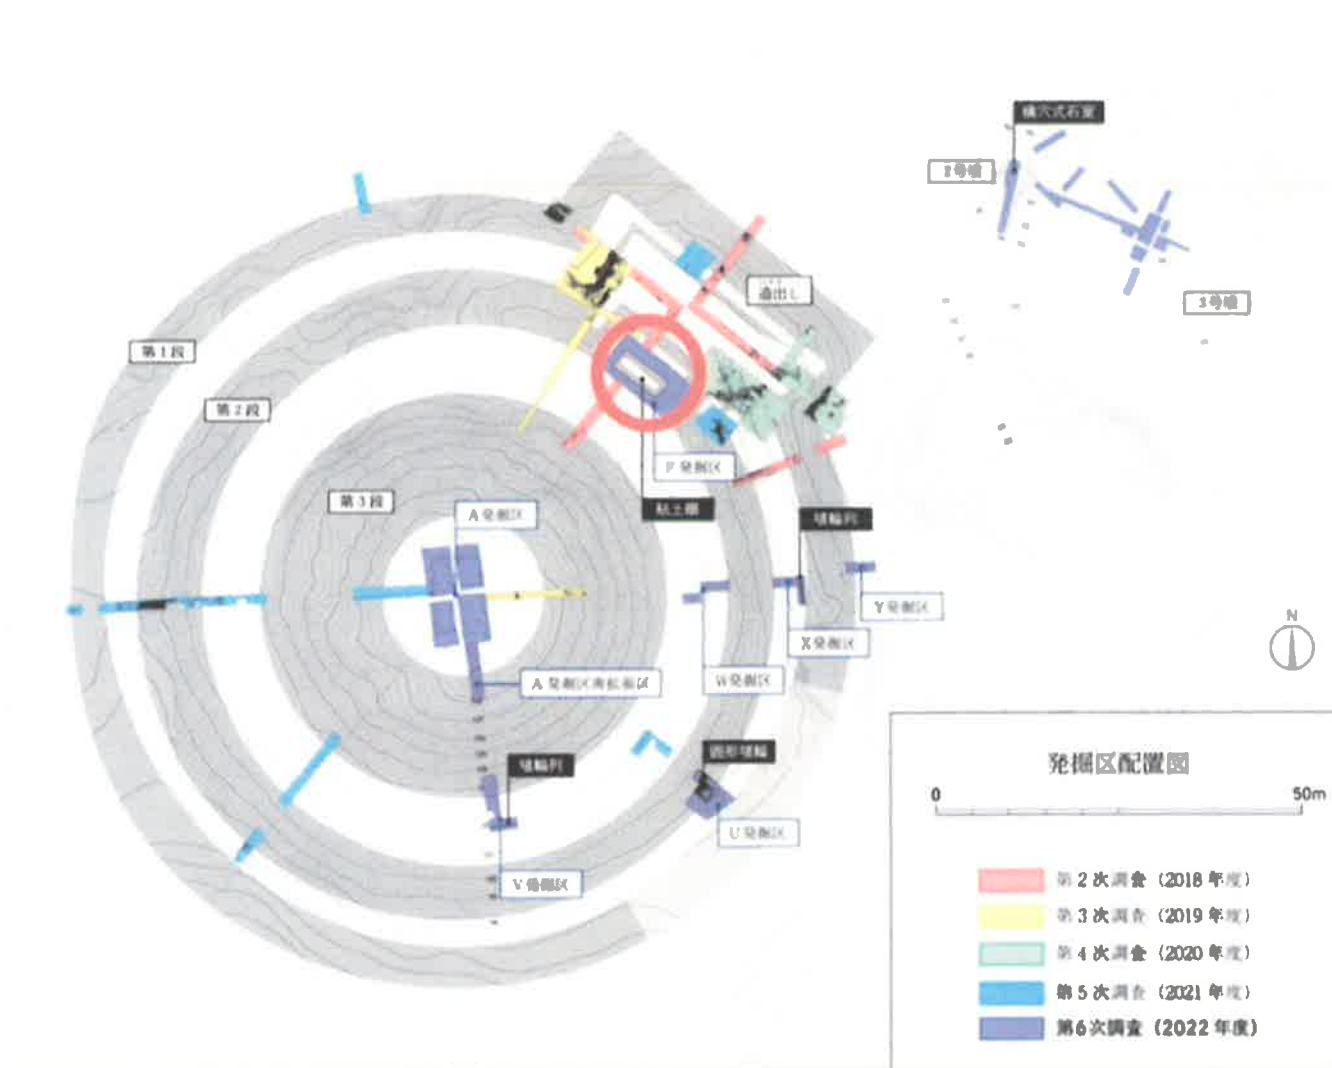 横穴式石室
2号墳
造出し
3号墳
第1段
第2段
F発掘区
第3段
粘土槨
A発掘区
埴輪列
Y発掘区
X発掘区
N
A発掘区南拡張区
W発掘区
埴輪列
U発掘区
V発掘区
発掘区配置図
0 50m
第2次調査（2018年度）
第3次調査（2019年度）
第4次調査（2020年度）
第5次調査（2021年度）
第6次調査（2022年度）